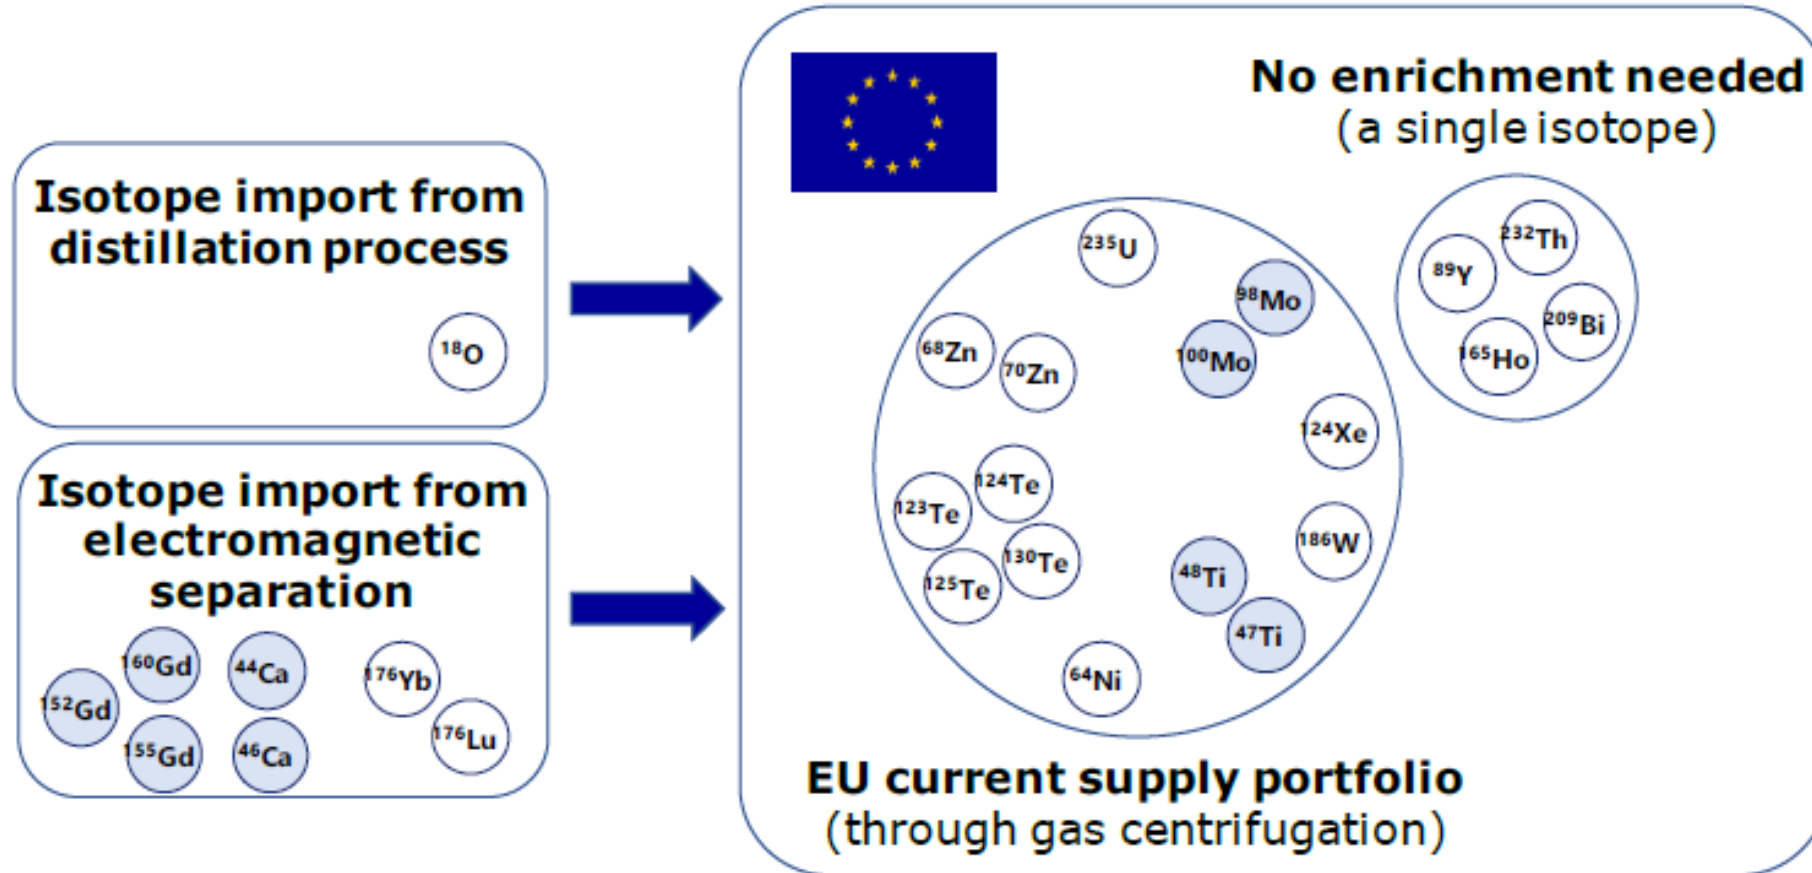 Isotope import from
distillation process
¹⁸O
Isotope import from
electromagnetic
separation
¹⁶⁰Gd
⁴⁴Ca
¹⁷⁶Yb
¹⁵²Gd
¹⁷⁶Lu
¹⁵⁵Gd
⁴⁶Ca
No enrichment needed
(a single isotope)
²³²Th
⁸⁹Y
²⁰⁹Bi
¹⁶⁵Ho
²³⁵U
⁹⁸Mo
¹⁰⁰Mo
⁶⁸Zn
⁷⁰Zn
¹²⁴Xe
¹²⁴Te
¹²³Te
¹³⁰Te
¹²⁵Te
¹⁸⁶W
⁴⁸Ti
⁴⁷Ti
⁶⁴Ni
EU current supply portfolio
(through gas centrifugation)